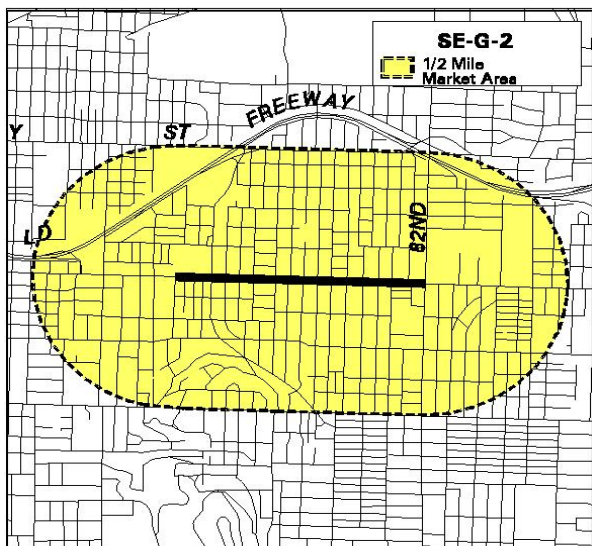 SE-G-2
1/2 Mile
Market Area
FREEWAY
Y
ST
LD
82ND